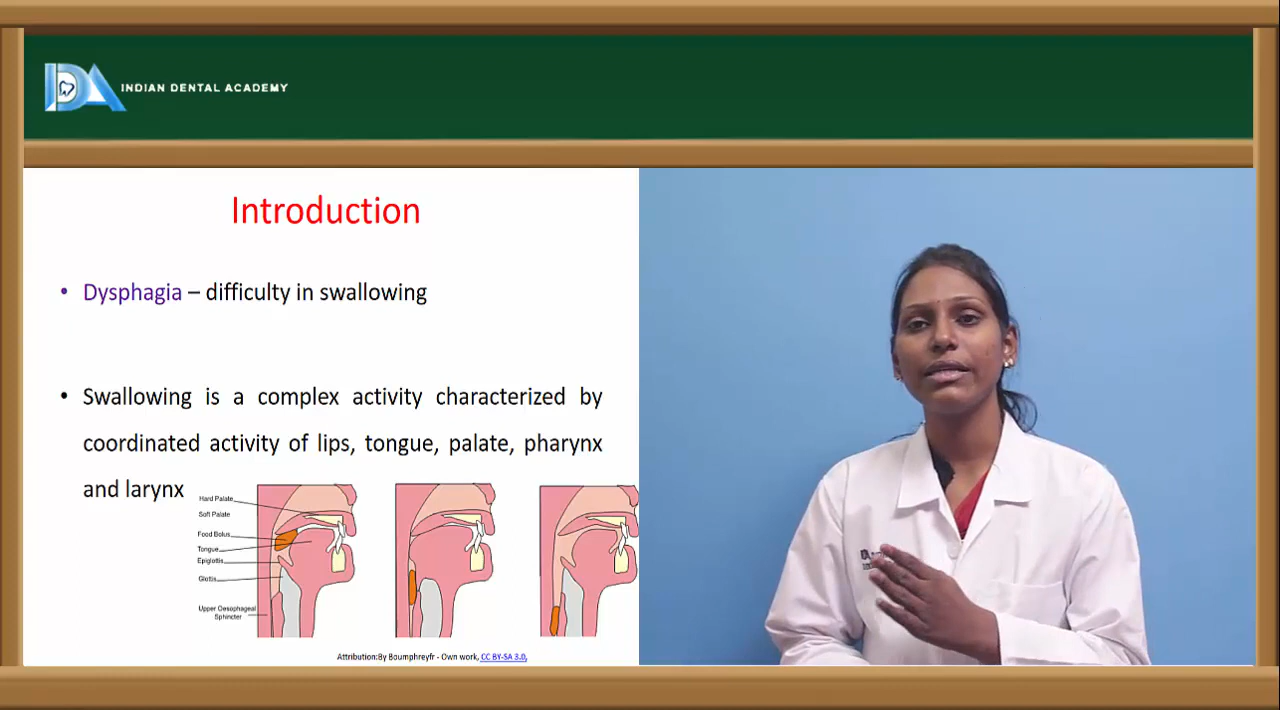 INDIAN DENTAL ACADEMY
Introduction
• Dysphagia – difficulty in swallowing
• Swallowing is a complex activity characterized by
coordinated activity of lips, tongue, palate, pharynx
and larynx
Hard Palate
Soft Palate
Food Bolus
Tongue
Epiglottis
Glottis
Upper Oesophageal
Sphincter
Attribution:By Boumphreyfr - Own work, CC BY-SA 3.0,